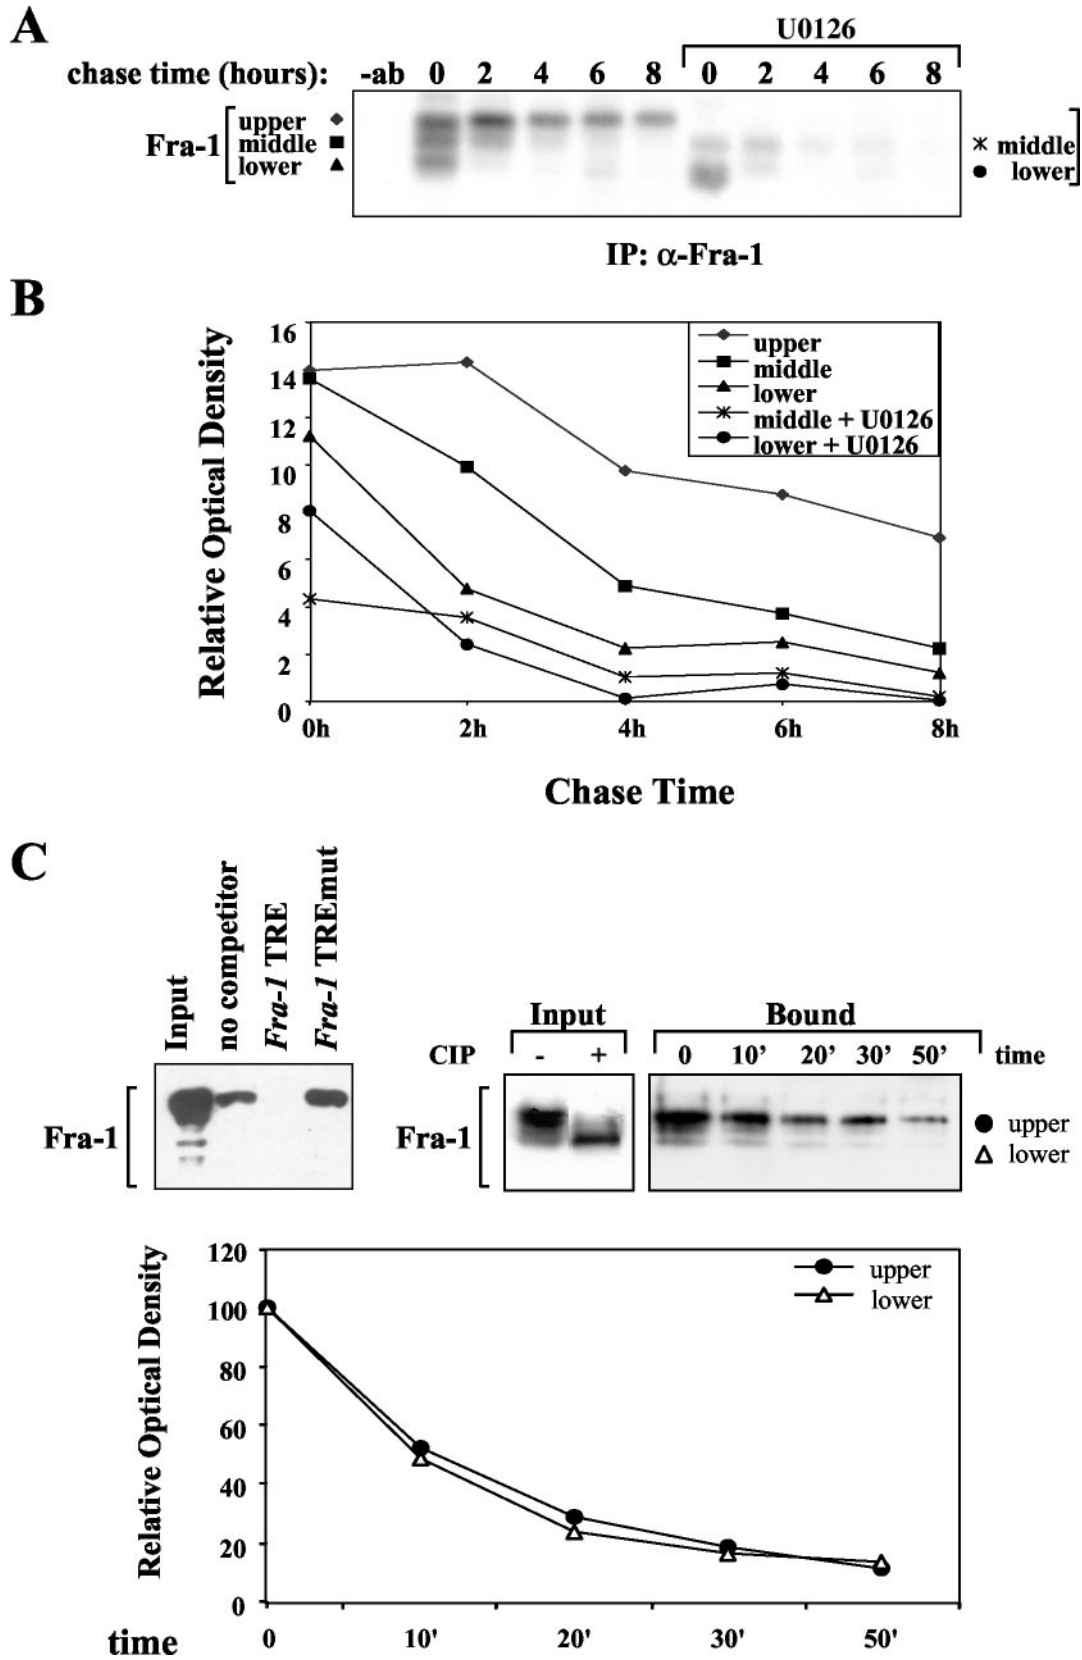 A
U0126
chase time (hours): -ab 0 2 4 6 8 0 2 4 6 8
Fra-1
upper
middle
lower
middle
lower
IP: α-Fra-1
B
Relative Optical Density
16
14
12
10
8
6
4
2
0
upper
middle
lower
middle + U0126
lower + U0126
0h 2h 4h 6h 8h
Chase Time
C
Input
no competitor
Fra-1 TRE
Fra-1 TREmut
Fra-1
Input
Bound
CIP - + 0 10’ 20’ 30’ 50’ time
Fra-1
upper
lower
Relative Optical Density
120
100
80
60
40
20
0
upper
lower
time 0 10' 20' 30' 50'